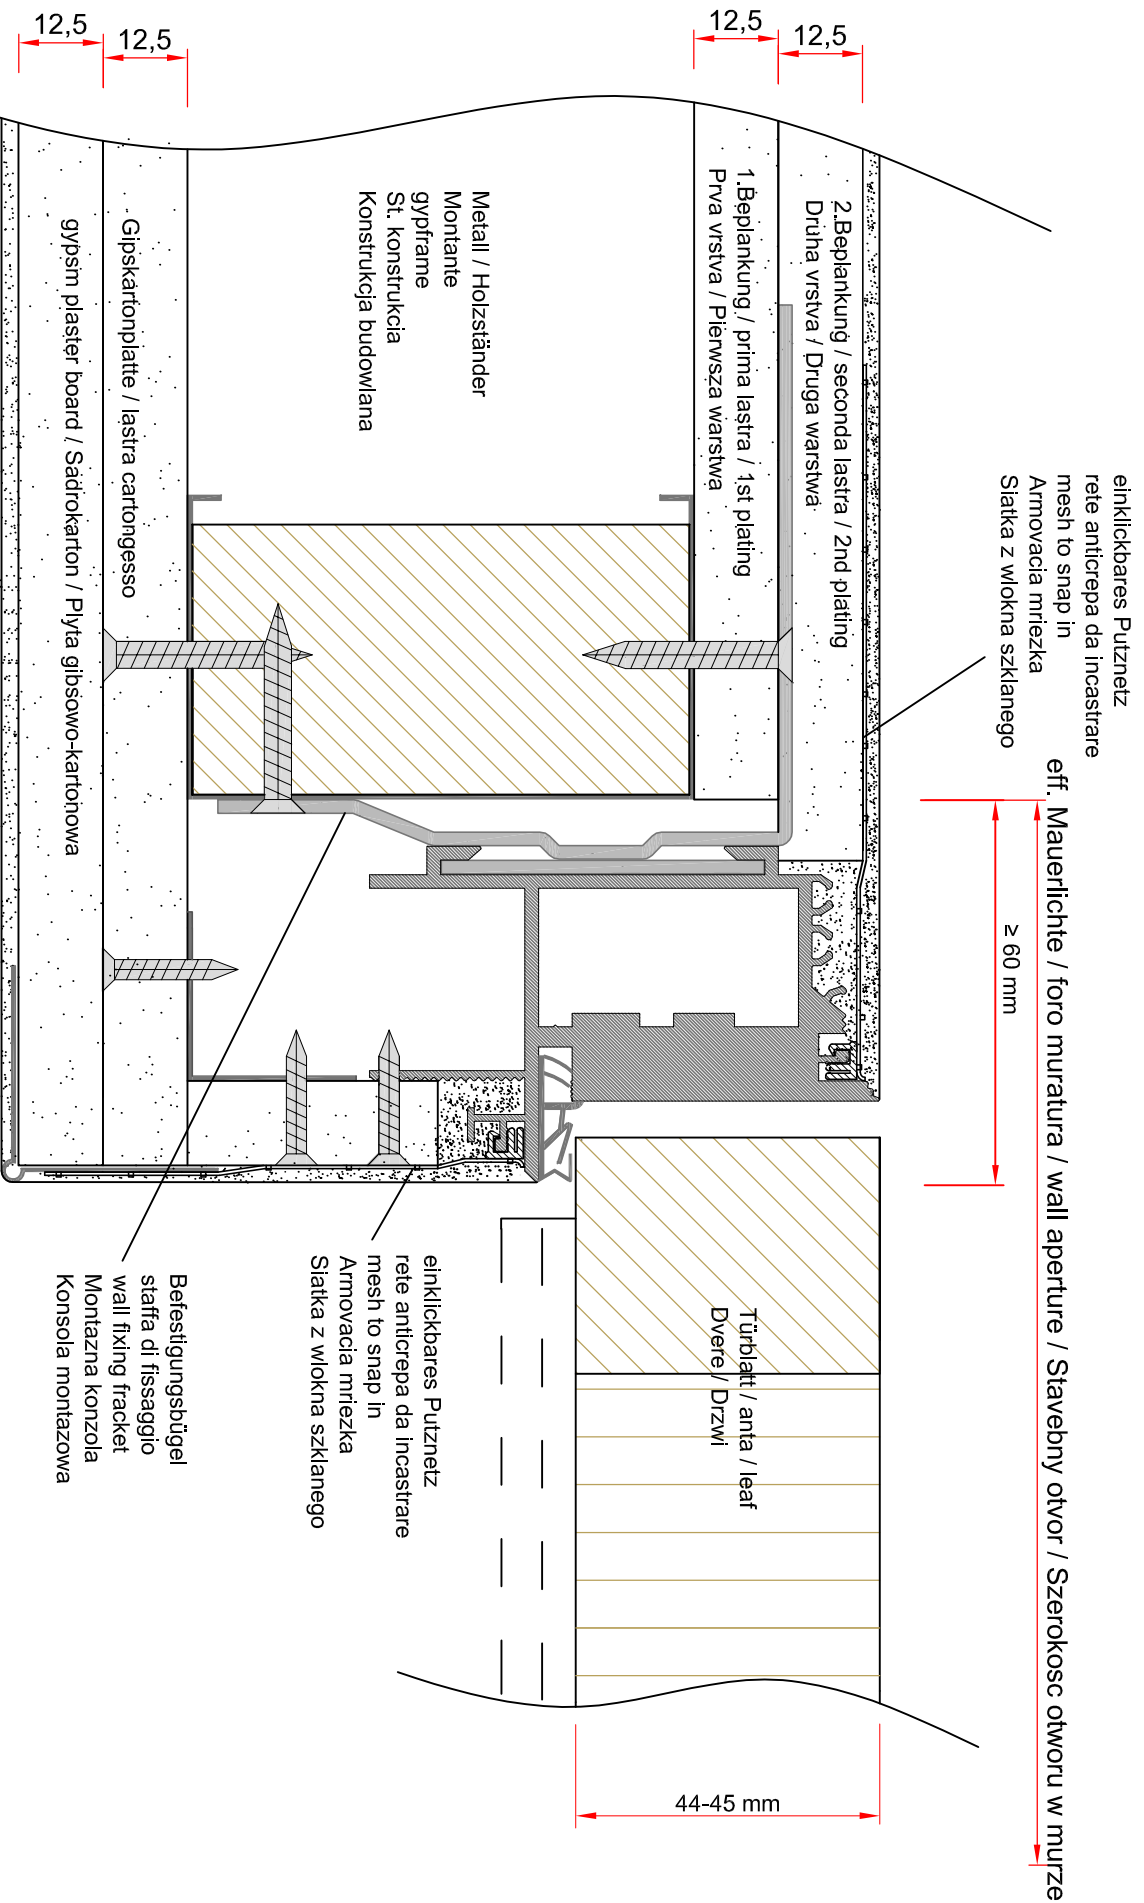 12,5
12,5
12,5
12,5
einklickbares Putznetz
rete anticrepa da incastrare
mesh to snap in
Armovacia mriezka
Siatka z wlokna szklanego
eff. Mauerlichte / foro muratura / wall aperture / Stavebny otvor / Szerokosc otworu w murze
≥ 60 mm
2.Beplankung / seconda lastra / 2nd plating
Druha vrstva / Druga warstwa
1.Beplankung / prima lastra / 1st plating
Prva vrstva / Pierwsza warstwa
Metall / Holzständer
Montante
gypframe
St. konstrukcia
Konstrukcja budowlana
Gipskartonplatte / lastra cartongesso
gypsim plaster board / Sadrokarton / Plyta gibsowo-kartonowa
Türblatt / anta / leaf
Dvere / Drzwi
einklickbares Putznetz
rete anticrepa da incastrare
mesh to snap in
Armovacia mriezka
Siatka z wlokna szklanego
Befestigungsbügel
staffa di fissaggio
wall fixing fracket
Montazna konzola
Konsola montazowa
44-45 mm